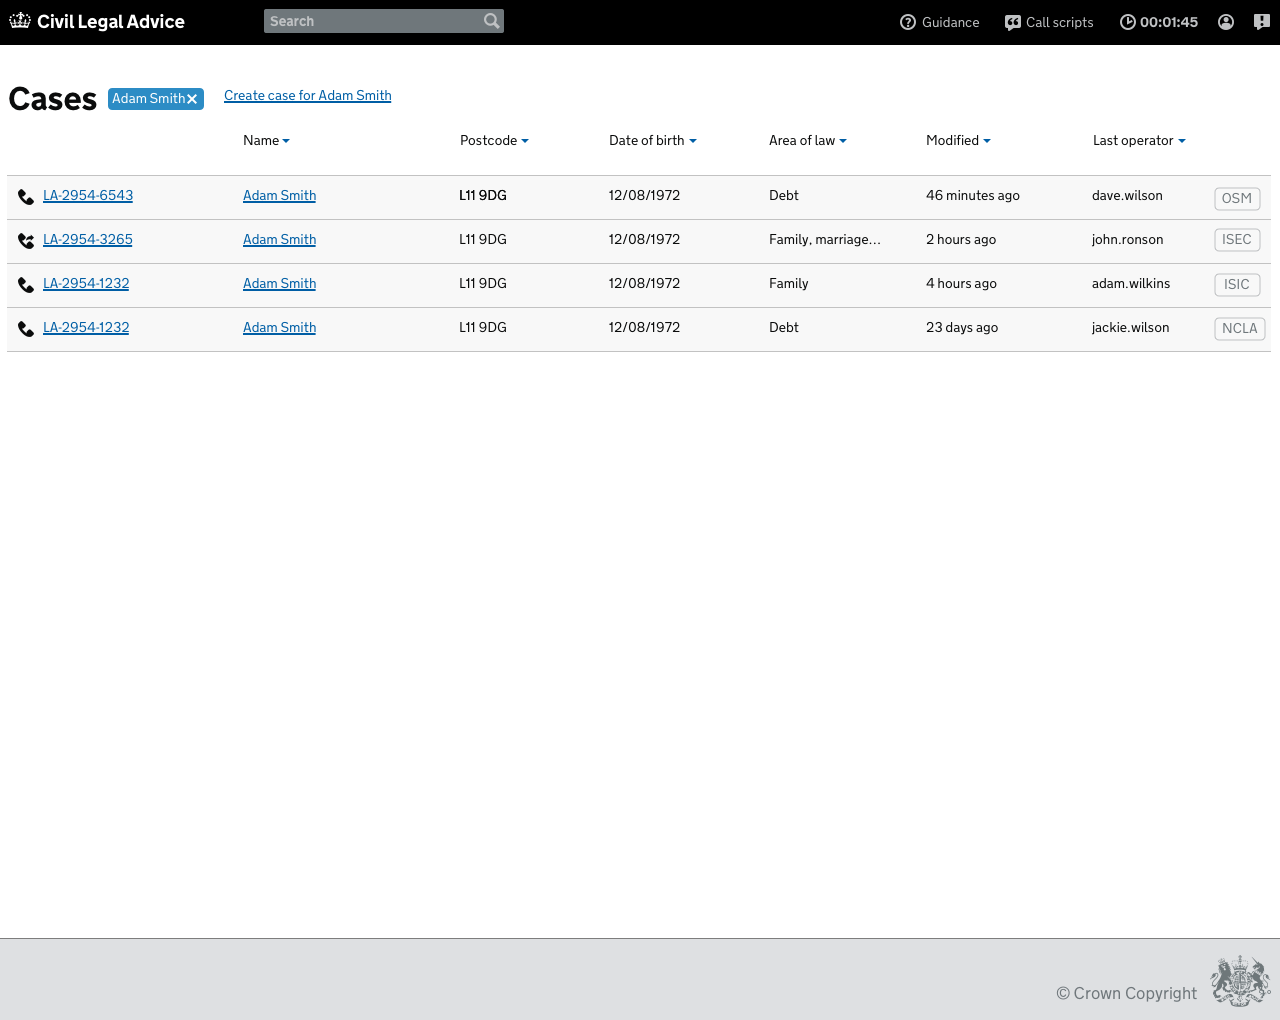 Civil Legal Advice Search Guidance Call scripts 00:01:45
Cases Adam Smith Create case for Adam Smith
Name Postcode Date of birth Area of law Modified Last operator
LA-2954-6543 Adam Smith L11 9DG 12/08/1972 Debt 46 minutes ago dave.wilson OSM
LA-2954-3265 Adam Smith L11 9DG 12/08/1972 Family, marriage... 2 hours ago john.ronson ISEC
LA-2954-1232 Adam Smith L11 9DG 12/08/1972 Family 4 hours ago adam.wilkins ISIC
LA-2954-1232 Adam Smith L11 9DG 12/08/1972 Debt 23 days ago jackie.wilson NCLA
© Crown Copyright